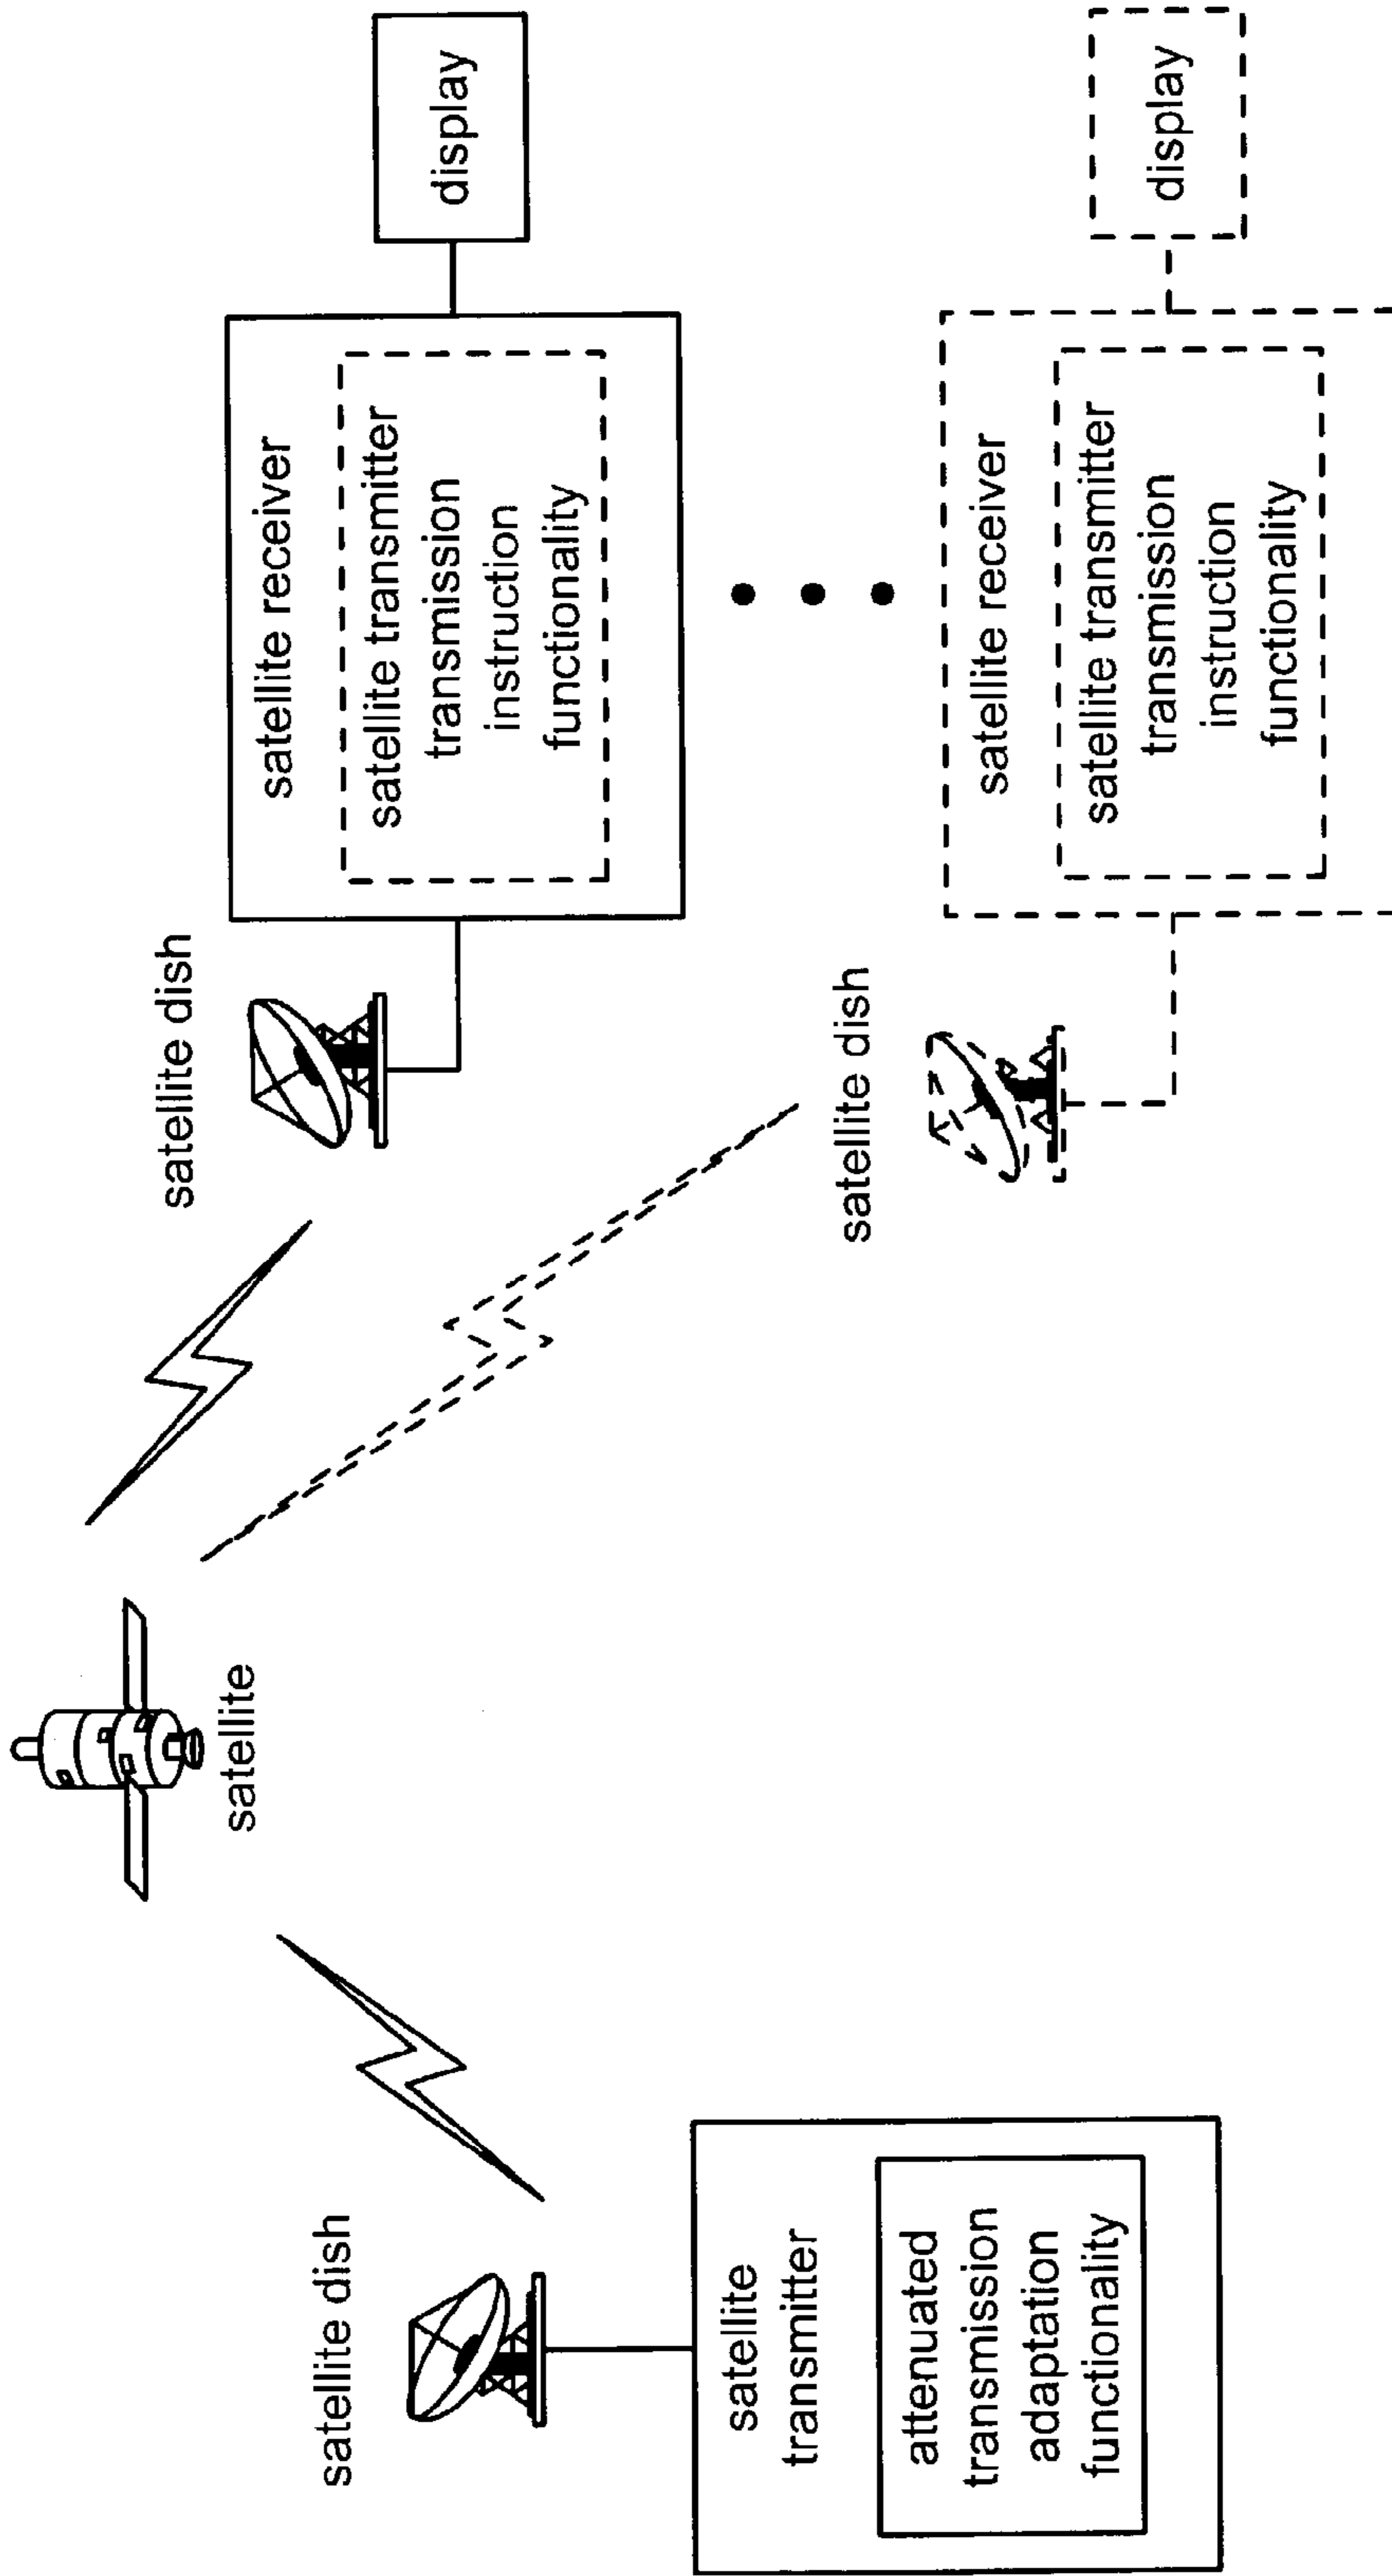 satellite
satellite dish
satellite
transmitter
attenuated
transmission
adaptation
functionality
satellite dish
satellite receiver
satellite transmitter
transmission
instruction
functionality
display
satellite dish
satellite receiver
satellite transmitter
transmission
instruction
functionality
display